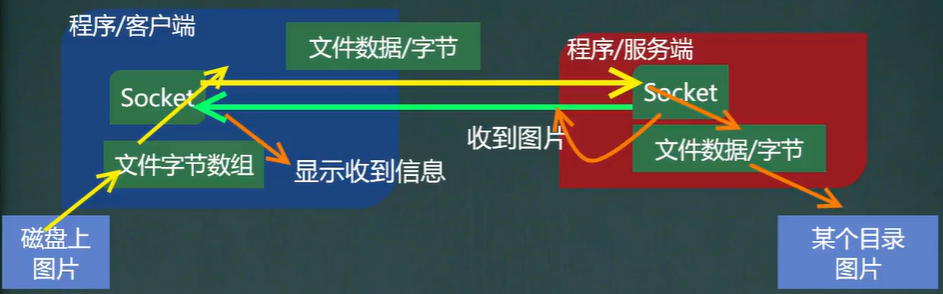 程序/客户端
文件数据/字节
程序/服务端
Socket
Socket
收到图片
文件字节数组
显示收到信息
文件数据/字节
磁盘上
图片
某个目录
图片